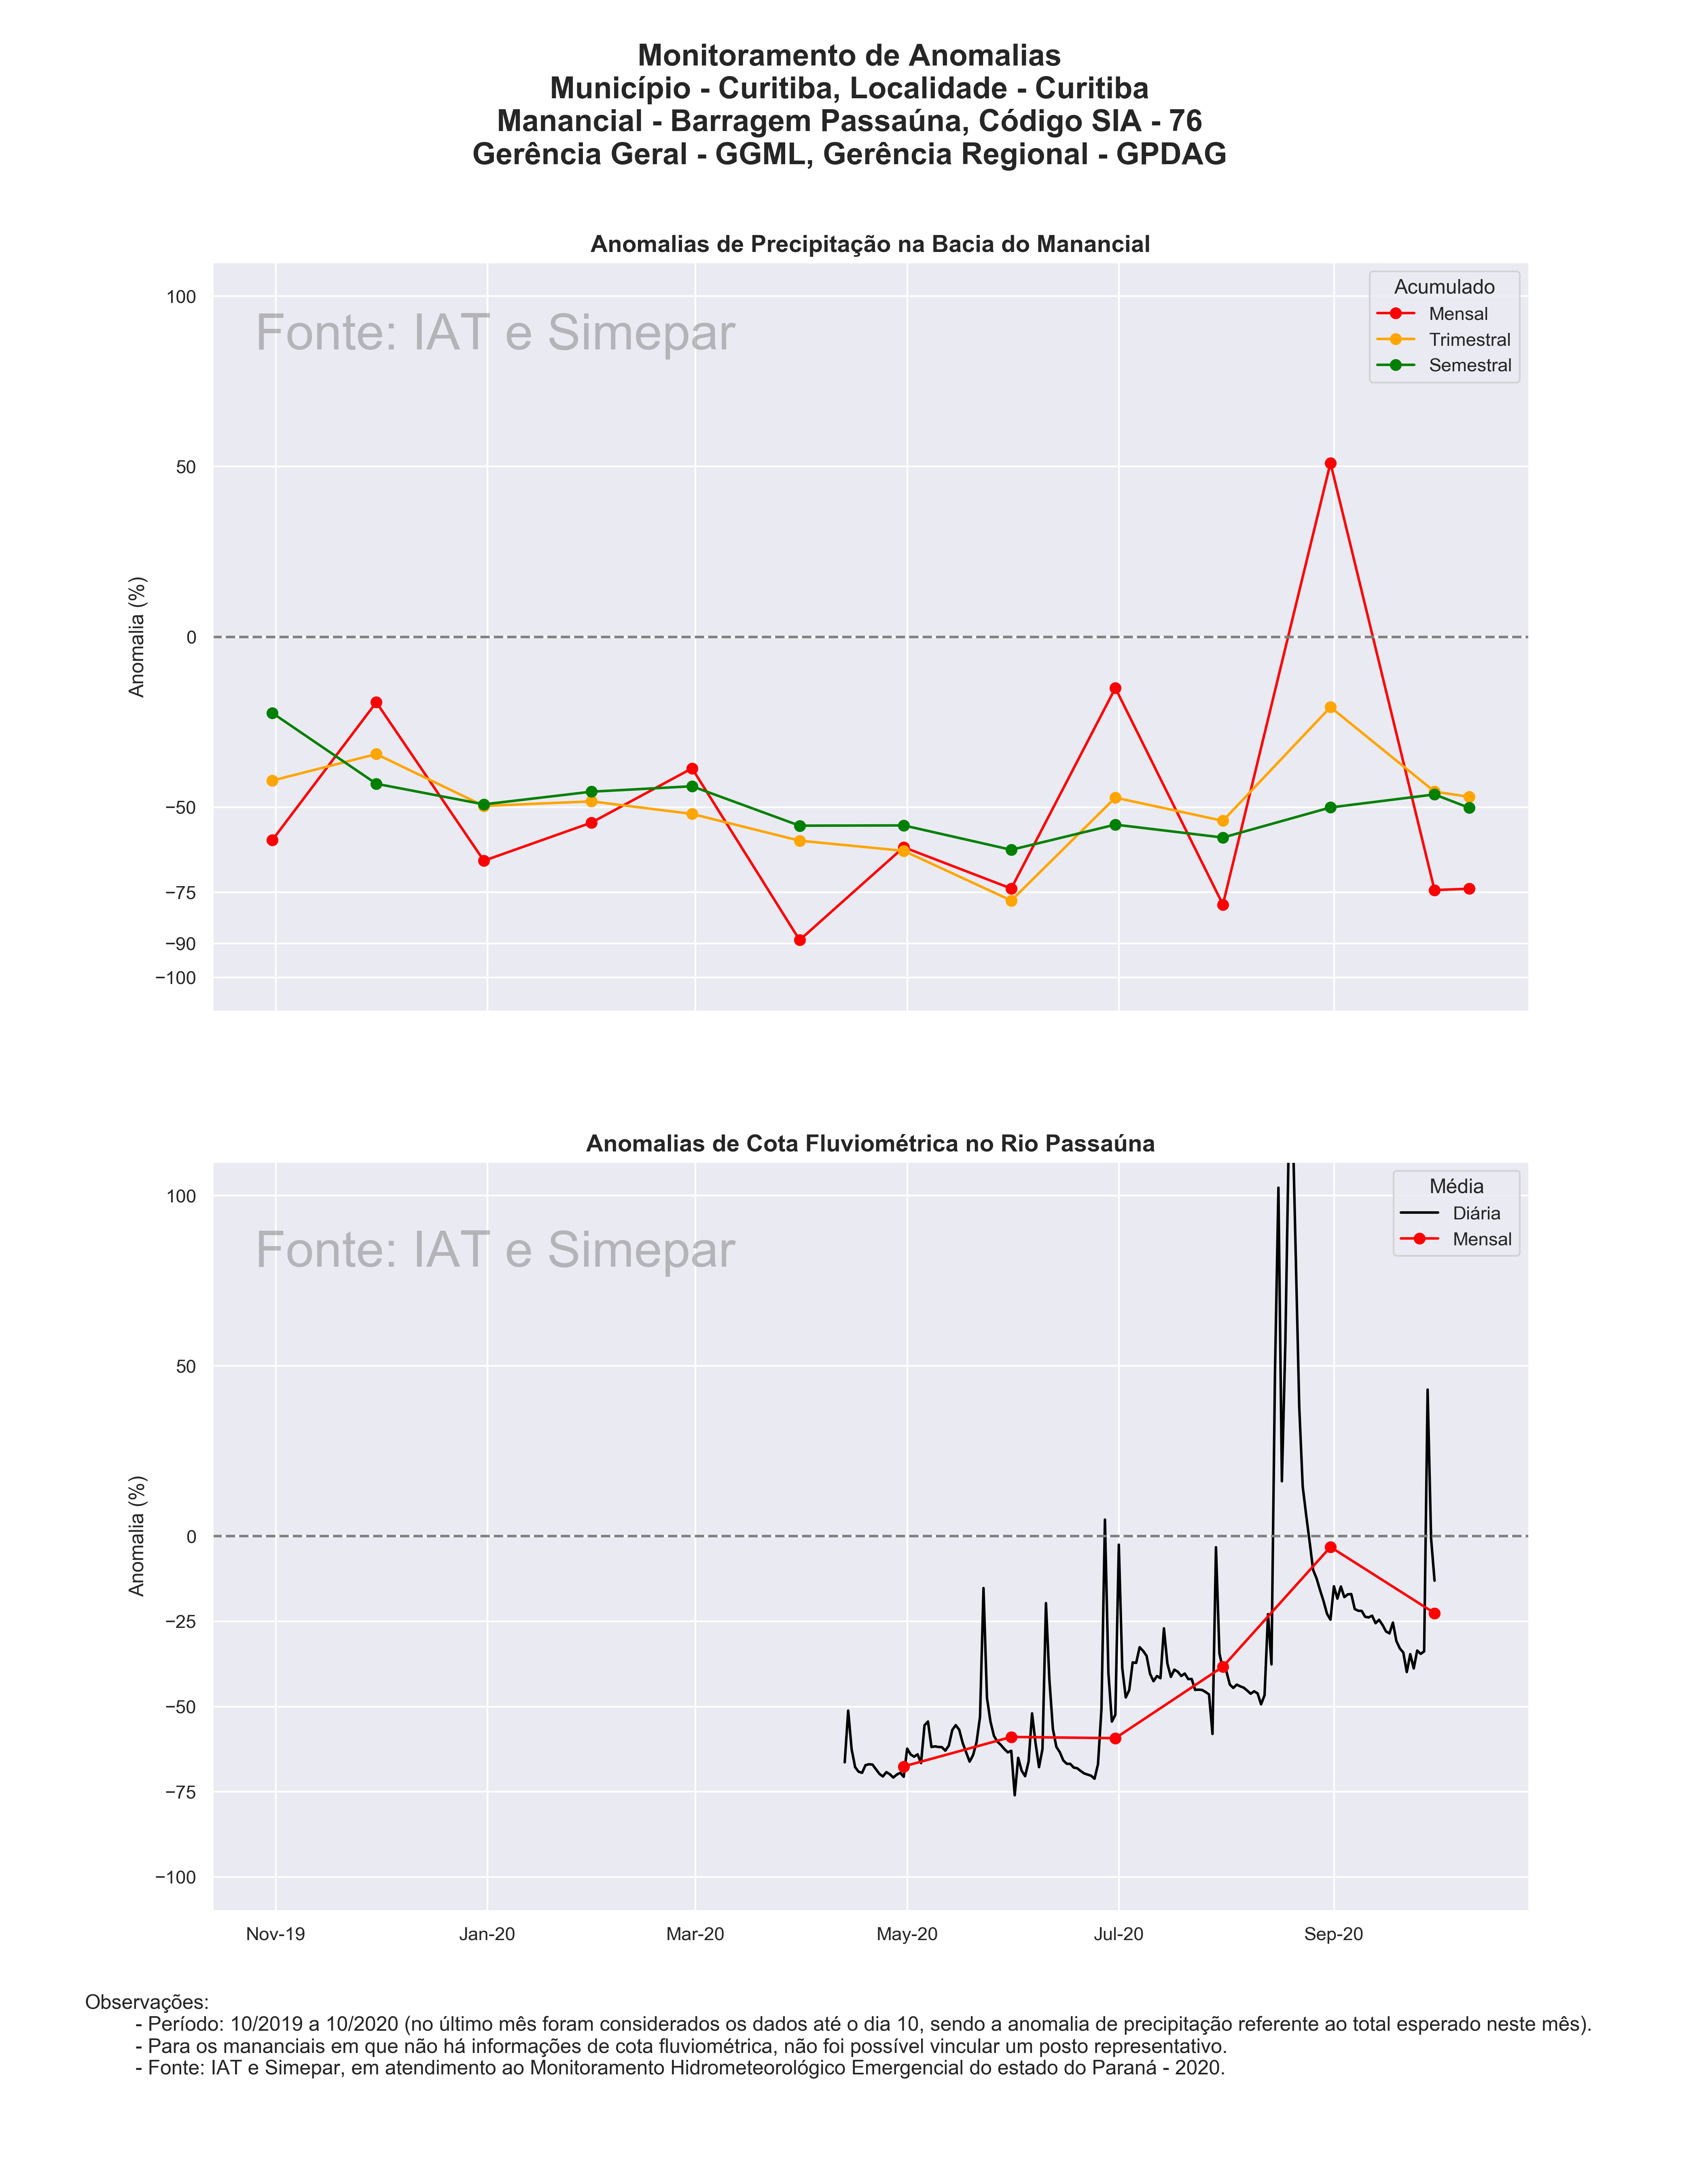 Monitoramento de Anomalias
Município - Curitiba, Localidade - Curitiba
Manancial - Barragem Passaúna, Código SIA - 76
Gerência Geral - GGML, Gerência Regional - GPDAG
Anomalias de Precipitação na Bacia do Manancial
Fonte: IAT e Simepar
Acumulado
Mensal
Trimestral
Semestral
Anomalia (%)
100
50
0
−50
−75
−90
−100
Anomalias de Cota Fluviométrica no Rio Passaúna
Fonte: IAT e Simepar
Média
Diária
Mensal
Anomalia (%)
100
50
0
−25
−50
−75
−100
Nov-19 Jan-20 Mar-20 May-20 Jul-20 Sep-20
Observações:
- Período: 10/2019 a 10/2020 (no último mês foram considerados os dados até o dia 10, sendo a anomalia de precipitação referente ao total esperado neste mês).
- Para os mananciais em que não há informações de cota fluviométrica, não foi possível vincular um posto representativo.
- Fonte: IAT e Simepar, em atendimento ao Monitoramento Hidrometeorológico Emergencial do estado do Paraná - 2020.